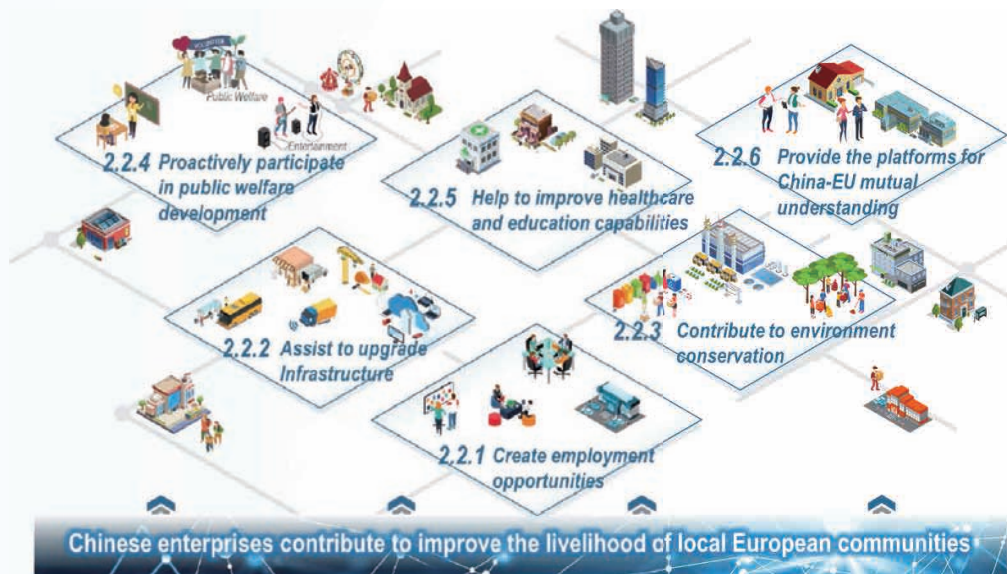 VOLUNTEER
Public Welfare
Entertainment
2.2.4 Proactively participate
in public welfare
development
2.2.5 Help to improve healthcare
and education capabilities
2.2.6 Provide the platforms for
China-EU mutual
understanding
2.2.2 Assist to upgrade
Infrastructure
2.2.3 Contribute to environment
conservation
2.2.1 Create employment
opportunities
Chinese enterprises contribute to improve the livelihood of local European communities